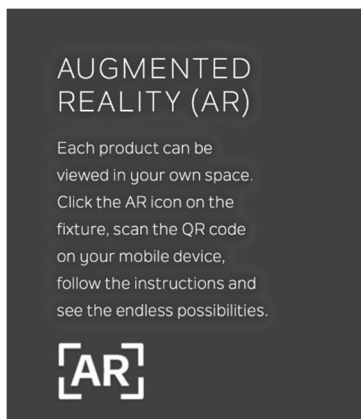 AUGMENTED
REALITY (AR)
Each product can be
viewed in your own space.
Click the AR icon on the
fixture, scan the QR code
on your mobile device,
follow the instructions and
see the endless possibilities.
[AR]